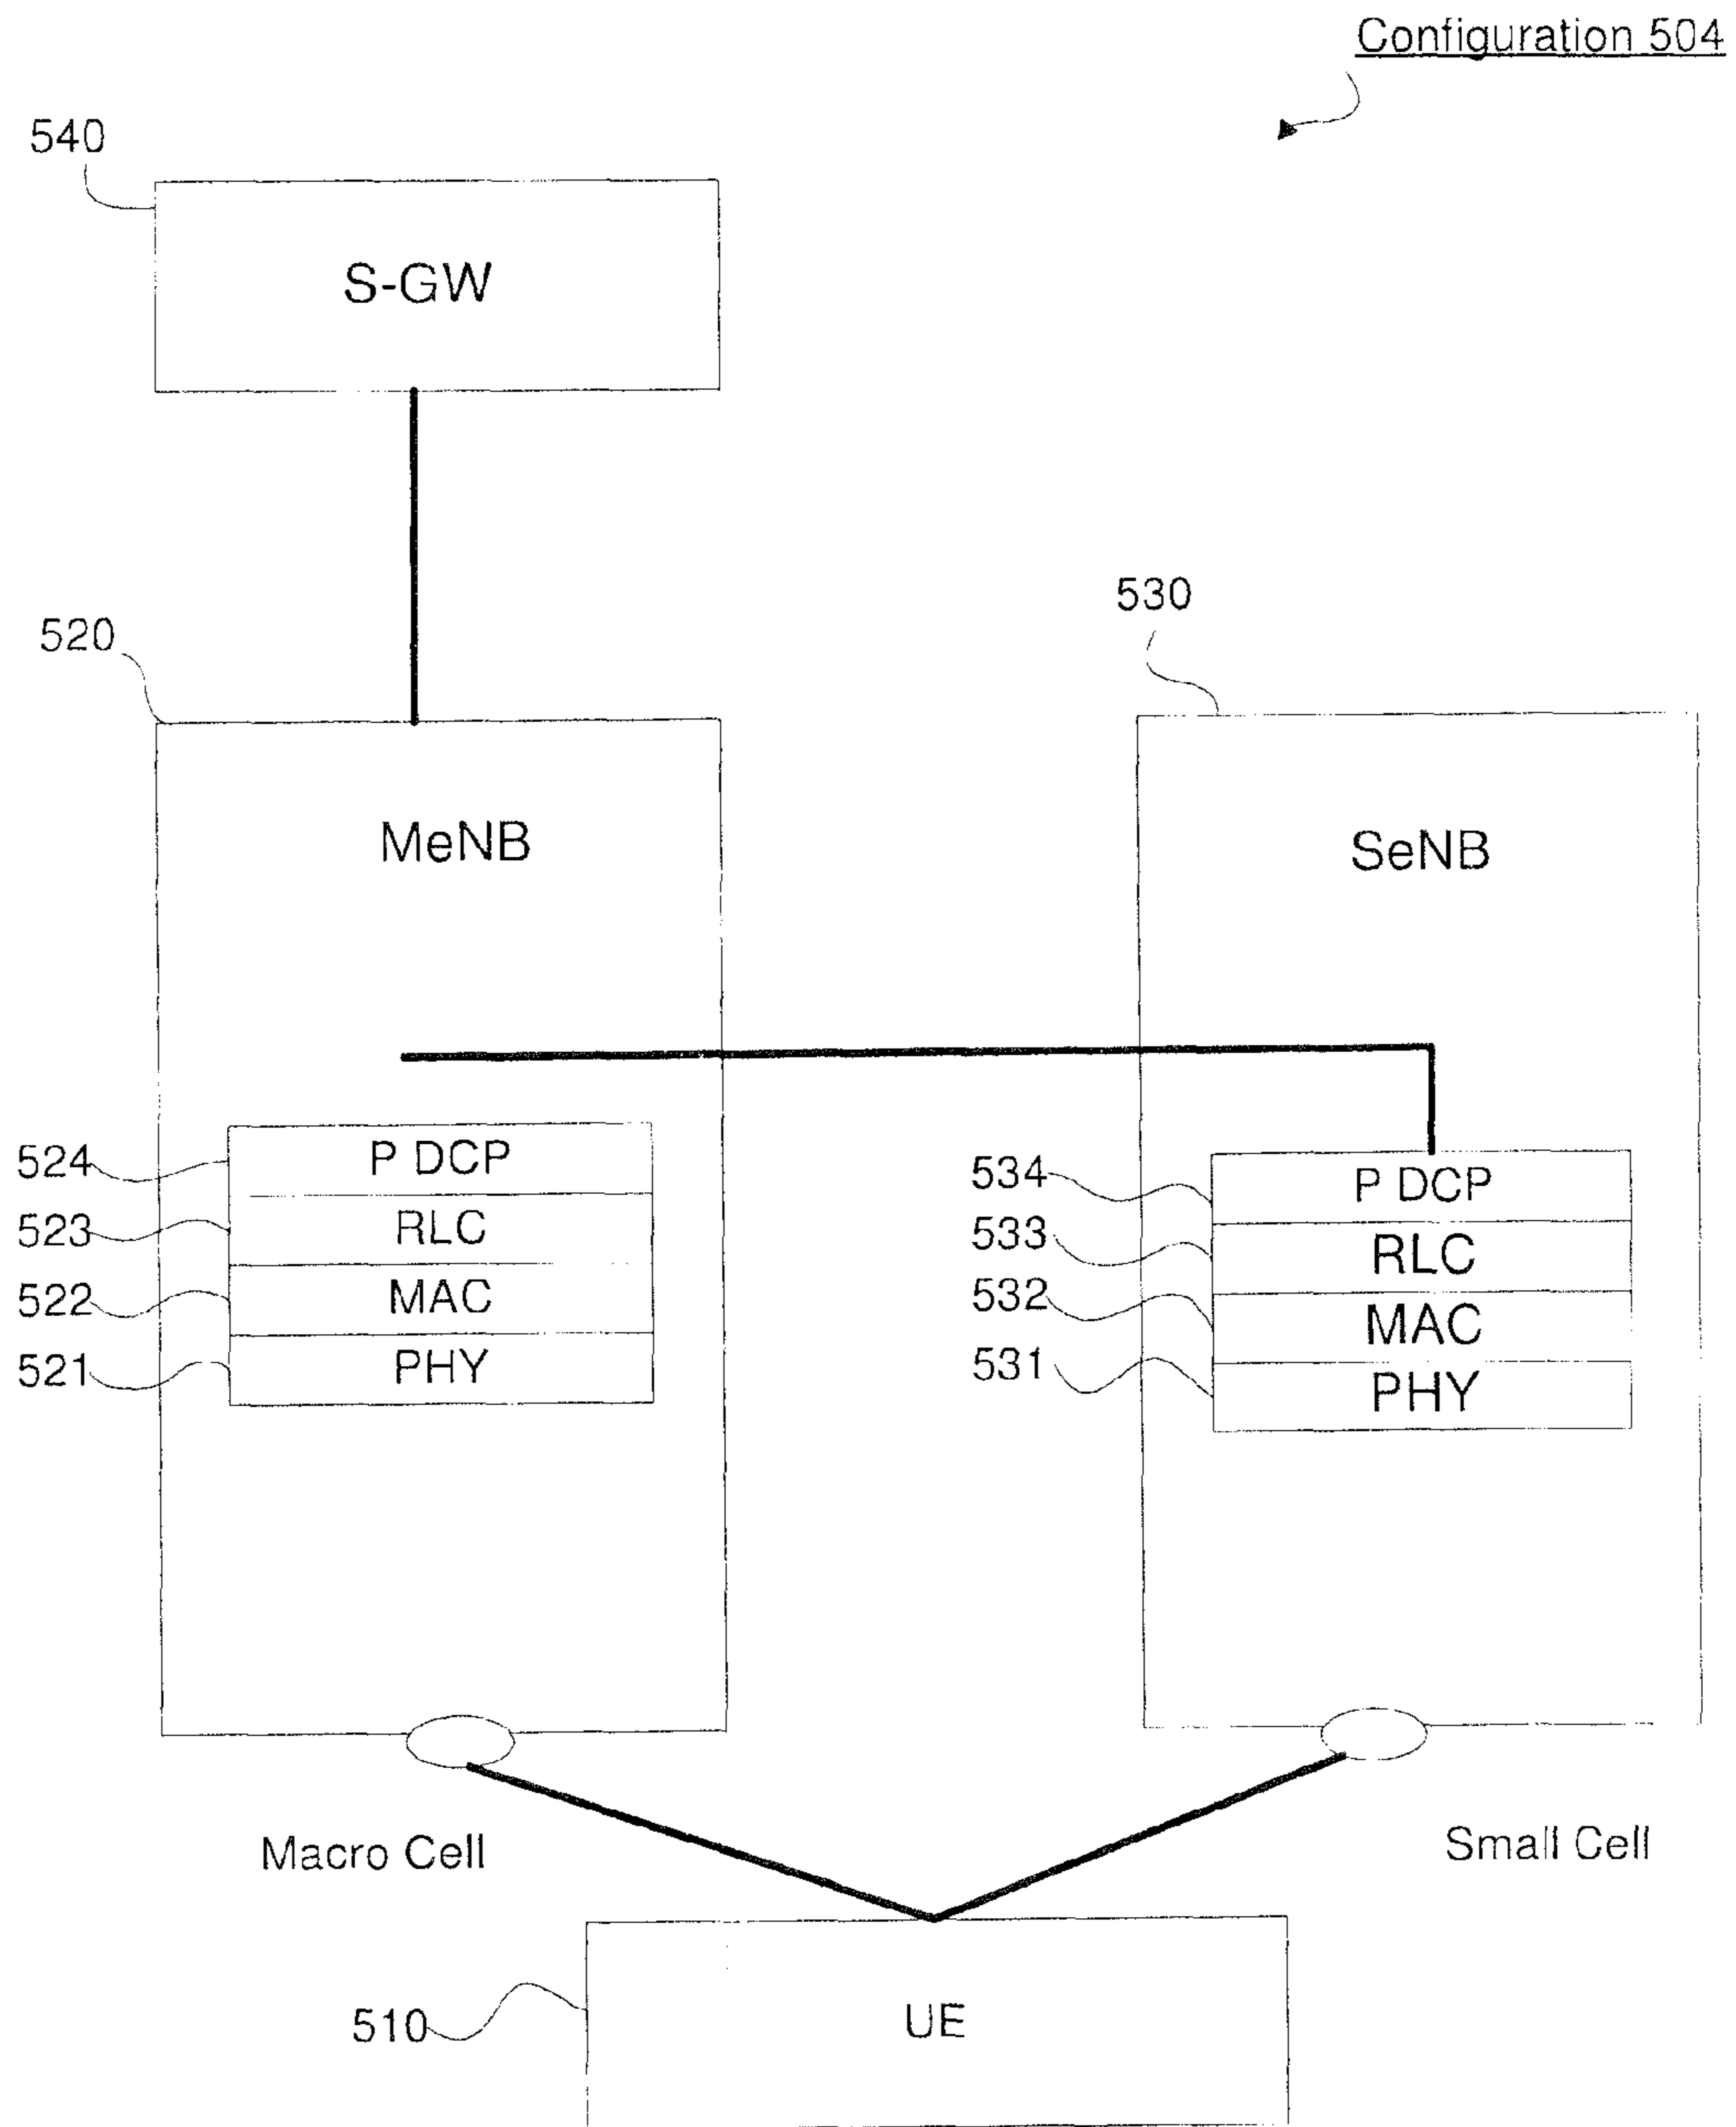 Configuration 504
540
S-GW
530
520
MeNB
SeNB
524
P DCP
534
P DCP
523
RLC
533
RLC
522
MAC
532
MAC
521
PHY
531
PHY
Macro Cell
Small Cell
510
UE